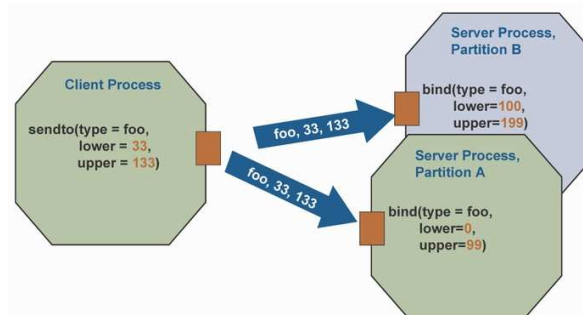 Client Process
sendto(type = foo,
lower = 33,
upper = 133)
foo, 33, 133
foo, 33, 133
Server Process,
Partition B
bind(type = foo,
lower=100,
upper=199)
Server Process,
Partition A
bind(type = foo,
lower=0,
upper=99)